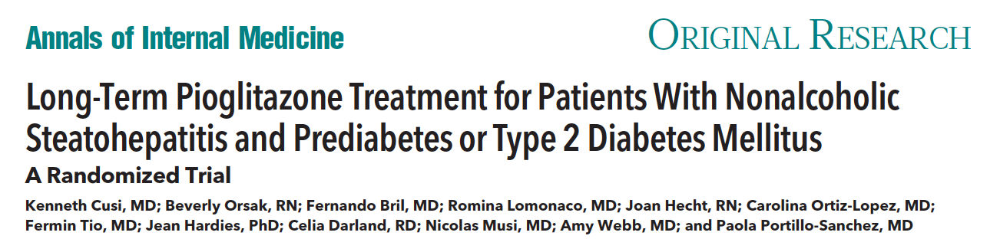 Annals of Internal Medicine
ORIGINAL RESEARCH
Long-Term Pioglitazone Treatment for Patients With Nonalcoholic
Steatohepatitis and Prediabetes or Type 2 Diabetes Mellitus
A Randomized Trial
Kenneth Cusi, MD; Beverly Orsak, RN; Fernando Bril, MD; Romina Lomonaco, MD; Joan Hecht, RN; Carolina Ortiz-Lopez, MD;
Fermin Tio, MD; Jean Hardies, PhD; Celia Darland, RD; Nicolas Musi, MD; Amy Webb, MD; and Paola Portillo-Sanchez, MD